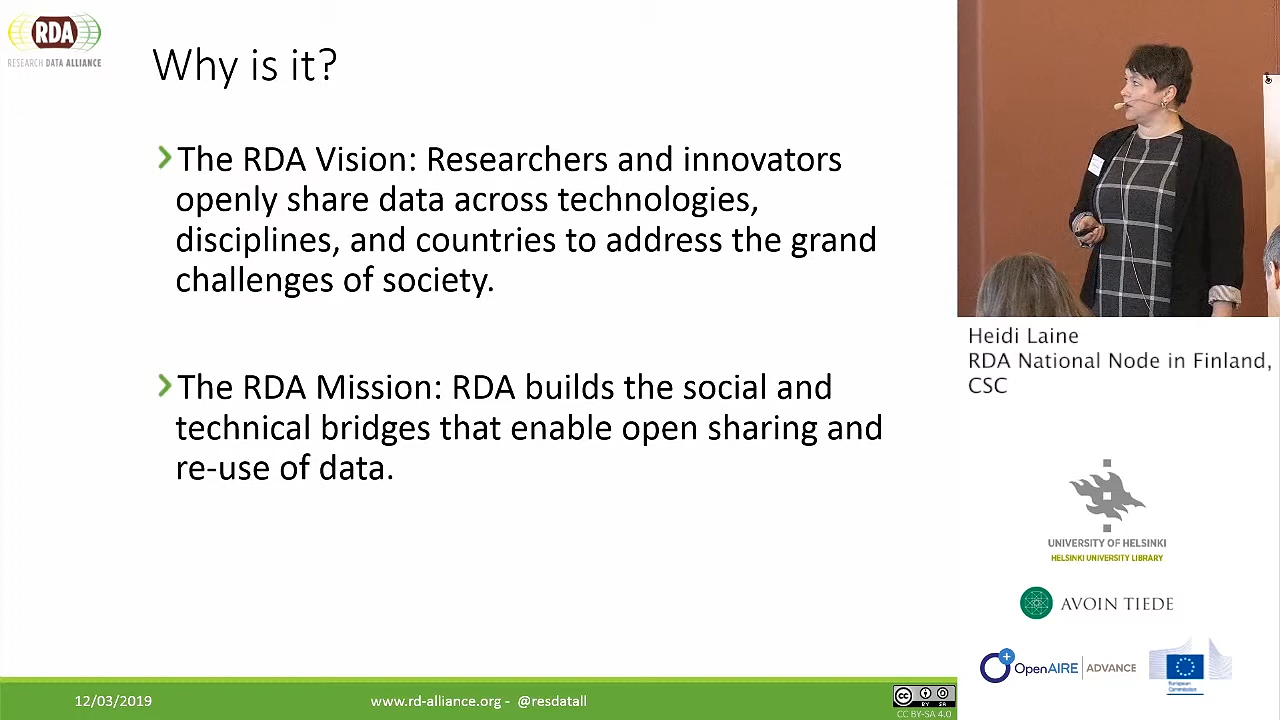 RDA
RESEARCH DATA ALLIANCE
Why is it?
The RDA Vision: Researchers and innovators
openly share data across technologies,
disciplines, and countries to address the grand
challenges of society.
The RDA Mission: RDA builds the social and
technical bridges that enable open sharing and
re-use of data.
12/03/2019
www.rd-alliance.org - @resdatall
BY SA
CC BY-SA 4.0
Heidi Laine
RDA National Node in Finland,
CSC
UNIVERSITY OF HELSINKI
HELSINKI UNIVERSITY LIBRARY
AVOIN TIEDE
OpenAIRE ADVANCE
European
Commission